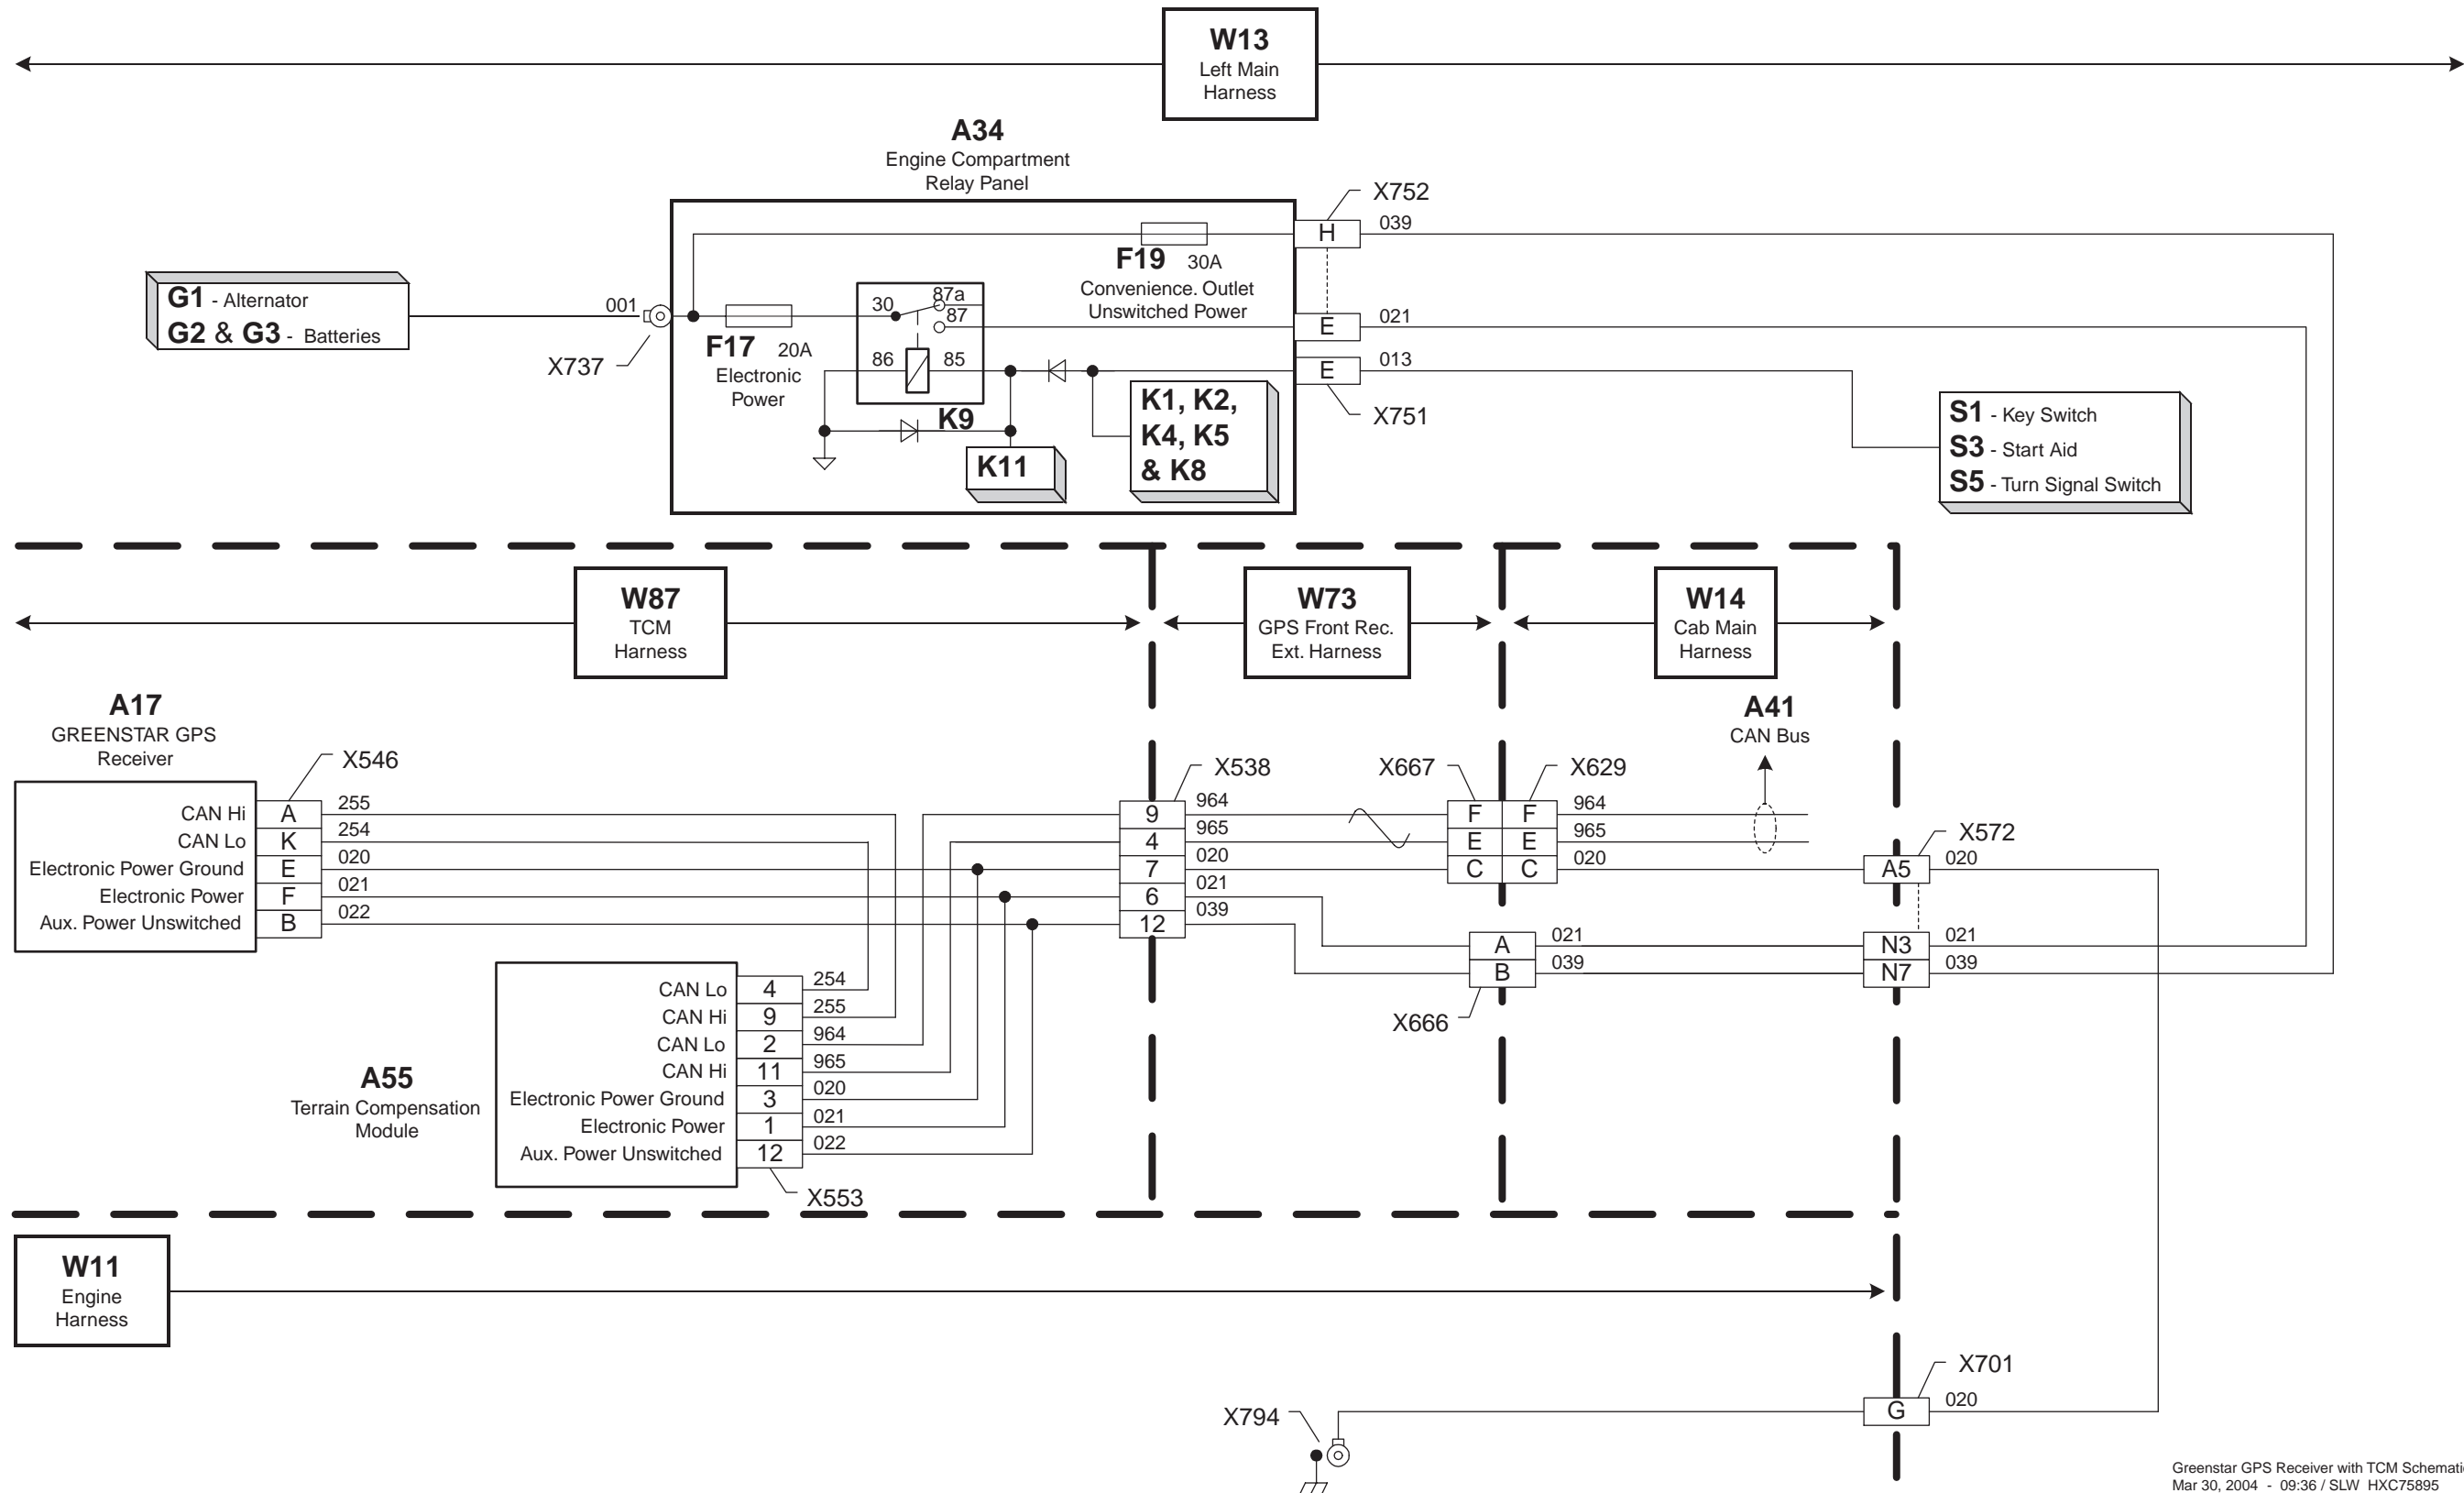 W13
Left Main
Harness
A34
Engine Compartment
Relay Panel
X752
H
039
F19 30A
Convenience. Outlet
Unswitched Power
G1 - Alternator
G2 & G3 - Batteries
001
X737
F17 20A
Electronic
Power
30
87a
87
86
85
K9
K11
K1, K2,
K4, K5
& K8
E
021
E
013
X751
S1 - Key Switch
S3 - Start Aid
S5 - Turn Signal Switch
W87
TCM
Harness
W73
GPS Front Rec.
Ext. Harness
W14
Cab Main
Harness
A17
GREENSTAR GPS
Receiver
X546
A41
CAN Bus
X538
X667
X629
X572
CAN Hi A 255
CAN Lo K 254
Electronic Power Ground E 020
Electronic Power F 021
Aux. Power Unswitched B 022
9 964
4 965
7 020
6 021
12 039
F F 964
E E 965
C C 020
A5 020
A 021
B 039
N3 021
N7 039
X666
A55
Terrain Compensation
Module
CAN Lo 4 254
CAN Hi 9 255
CAN Lo 2 964
CAN Hi 11 965
Electronic Power Ground 3 020
Electronic Power 1 021
Aux. Power Unswitched 12 022
X553
W11
Engine
Harness
X701
G 020
X794
Greenstar GPS Receiver with TCM Schemati
Mar 30, 2004 - 09:36 / SLW HXC75895